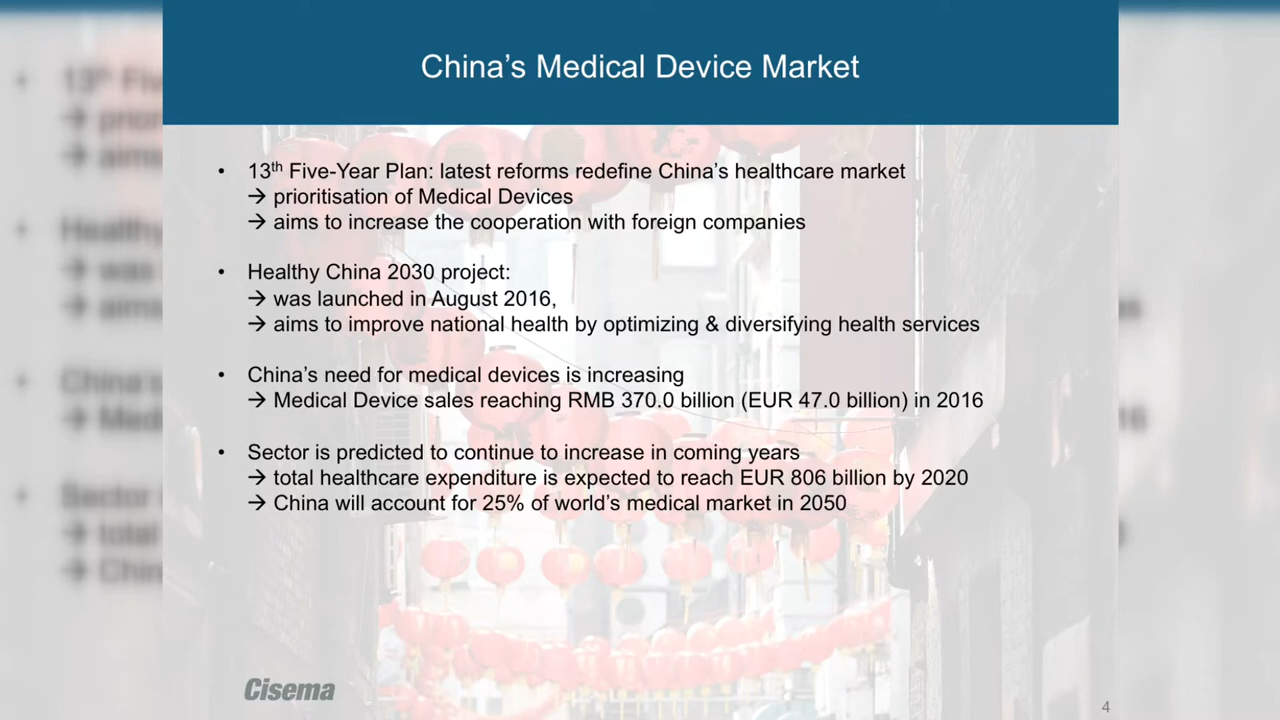 China's Medical Device Market
• 13th Five-Year Plan: latest reforms redefine China's healthcare market
→ prioritisation of Medical Devices
→ aims to increase the cooperation with foreign companies
• Healthy China 2030 project:
→ was launched in August 2016,
→ aims to improve national health by optimizing & diversifying health services
• China's need for medical devices is increasing
→ Medical Device sales reaching RMB 370.0 billion (EUR 47.0 billion) in 2016
• Sector is predicted to continue to increase in coming years
→ total healthcare expenditure is expected to reach EUR 806 billion by 2020
→ China will account for 25% of world's medical market in 2050
Cisema
4